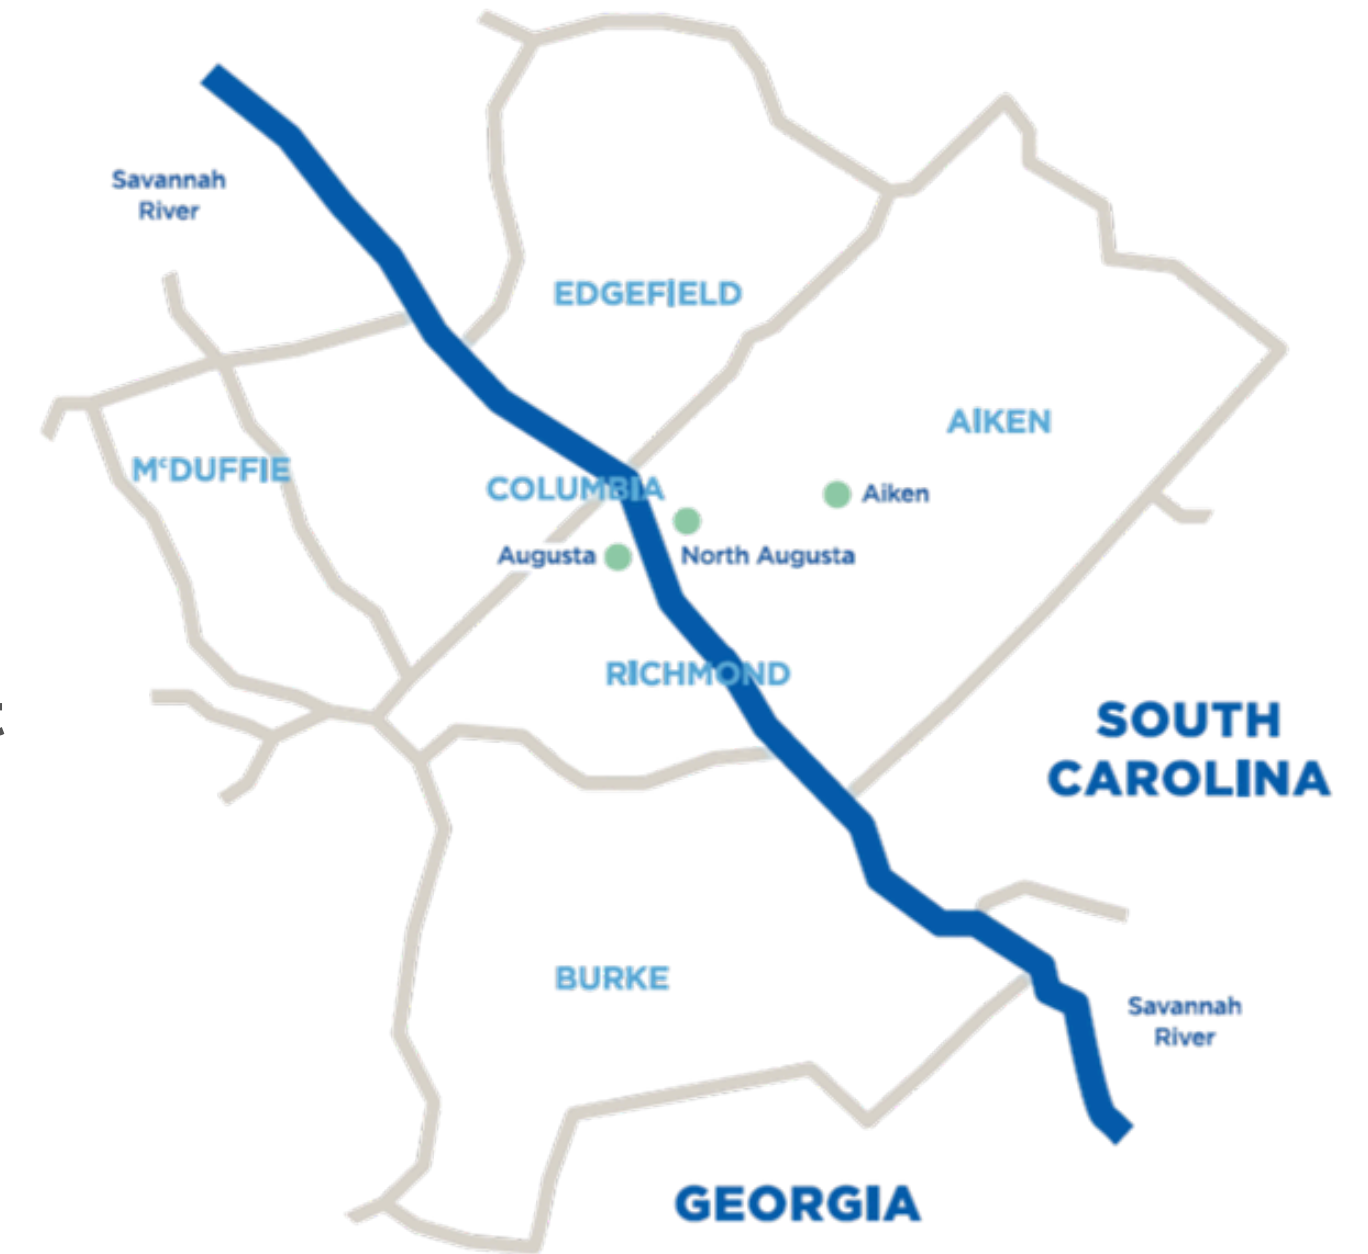 Savannah
River
EDGEFIELD
AIKEN
McDUFFIE
COLUMBIA
Aiken
Augusta
North Augusta
RICHMOND
SOUTH
CAROLINA
BURKE
Savannah
River
GEORGIA